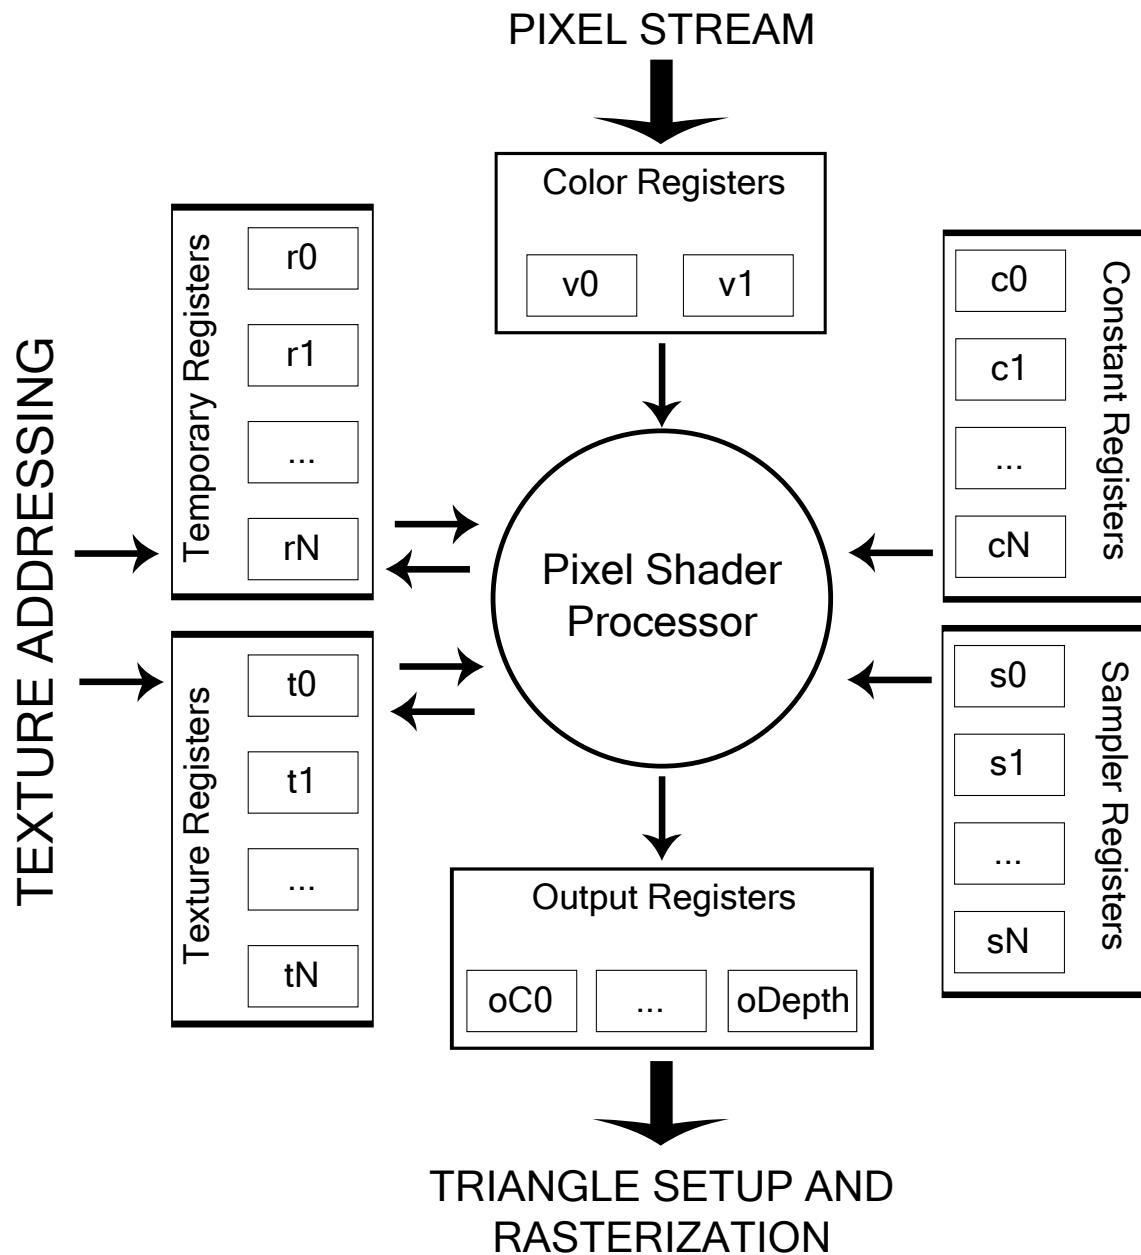 PIXEL STREAM
Color Registers
v0
v1
TEXTURE ADDRESSING
Temporary Registers
r0
r1
...
rN
Texture Registers
t0
t1
...
tN
Pixel Shader
Processor
Constant Registers
c0
c1
...
cN
Sampler Registers
s0
s1
...
sN
Output Registers
oC0
...
oDepth
TRIANGLE SETUP AND
RASTERIZATION